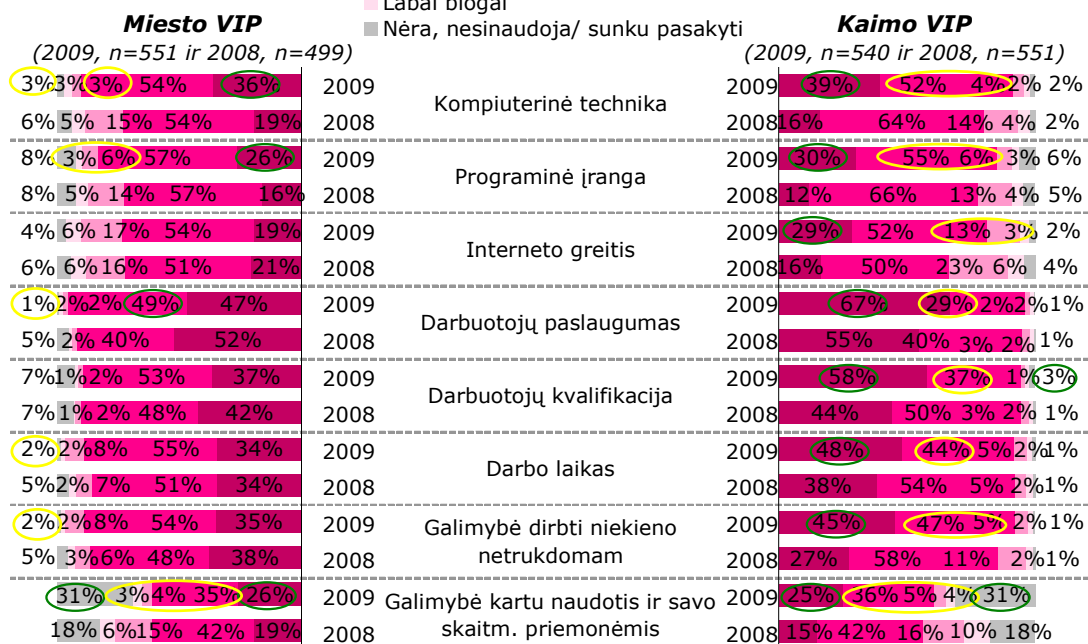 Labai blogai
Miesto VIP
Nėra, nesinaudoja/ sunku pasakyti
Kaimo VIP
(2009, n=551 ir 2008, n=499)
(2009, n=540 ir 2008, n=551)
3% 3% 3% 54% 36% 2009 Kompiuterinė technika 39% 52% 4% 2% 2%
6% 5% 15% 54% 19% 2008 2008 16% 64% 14% 4% 2%
8% 3% 6% 57% 26% 2009 Programinė įranga 2009 30% 55% 6% 3% 6%
8% 5% 14% 57% 16% 2008 2008 12% 66% 13% 4% 5%
4% 6% 17% 54% 19% 2009 Interneto greitis 2009 29% 52% 13% 3% 2%
6% 6% 16% 51% 21% 2008 2008 16% 50% 23% 6% 4%
1% 2% 2% 49% 47% 2009 Darbuotojų paslaugumas 2009 67% 29% 2% 2% 1%
5% 2% 40% 52% 2008 2008 55% 40% 3% 2% 1%
7% 1% 2% 53% 37% 2009 Darbuotojų kvalifikacija 2009 58% 37% 1% 3%
7% 1% 2% 48% 42% 2008 2008 44% 50% 3% 2% 1%
2% 2% 8% 55% 34% 2009 Darbo laikas 2009 48% 44% 5% 2% 1%
5% 2% 7% 51% 34% 2008 2008 38% 54% 5% 2% 1%
2% 2% 8% 54% 35% 2009 Galimybė dirbti niekieno 2009 45% 47% 5% 2% 1%
5% 3% 6% 48% 38% 2008 netrukdomam 2008 27% 58% 11% 2% 1%
31% 3% 4% 35% 26% 2009 Galimybė kartu naudotis ir savo 2009 25% 36% 5% 4% 31%
18% 6% 15% 42% 19% 2008 skaitm. priemonėmis 2008 15% 42% 16% 10% 18%